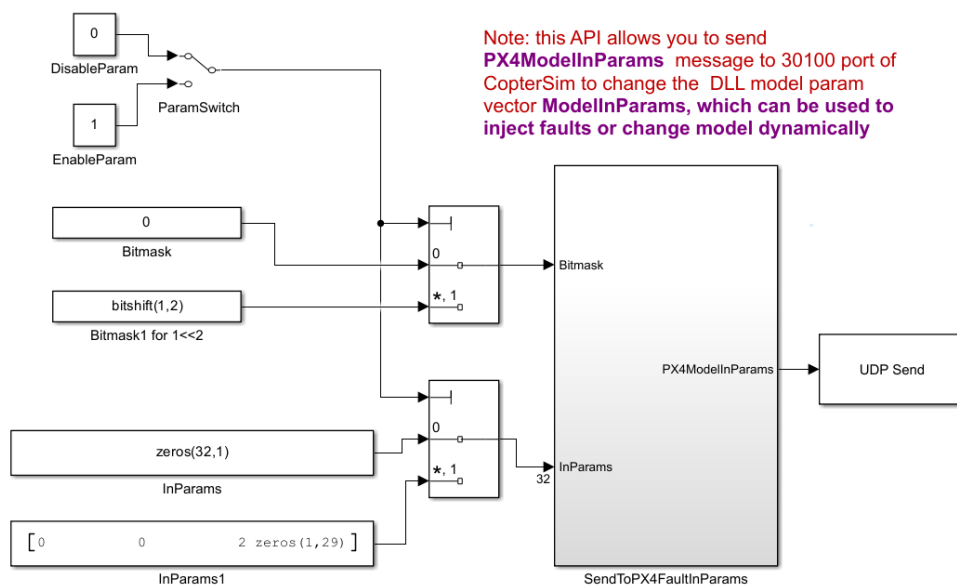 0
DisableParam
ParamSwitch
1
EnableParam
Note: this API allows you to send
PX4ModelInParams message to 30100 port of
CopterSim to change the DLL model param
vector ModelInParams, which can be used to
inject faults or change model dynamically
0
Bitmask
bitshift(1,2)
Bitmask1 for 1<<2
0
*, 1
Bitmask
PX4ModelInParams
UDP Send
zeros(32,1)
InParams
0
*, 1
32
InParams
[0 0 2 zeros(1,29)]
InParams1
SendToPX4FaultInParams